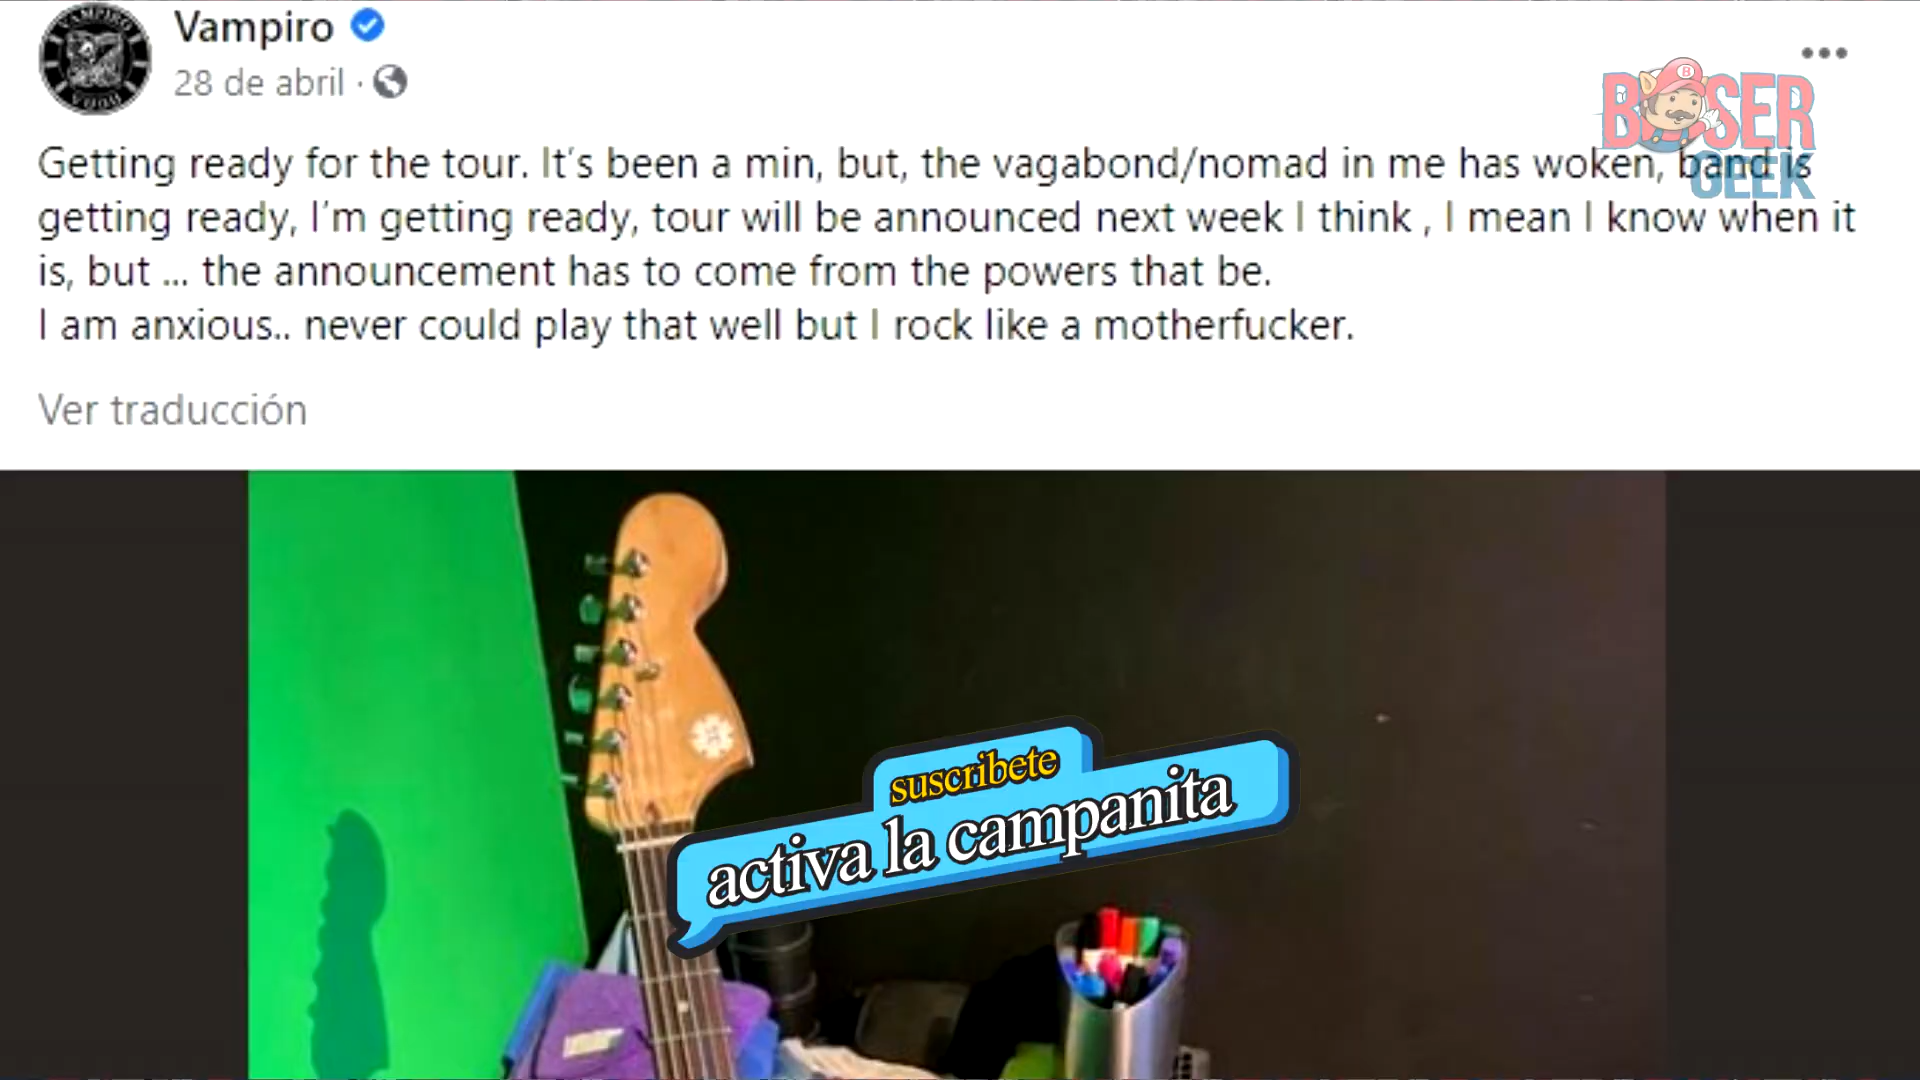 Vampiro
28 de abril ·
BOSER
GEEK
Getting ready for the tour. It's been a min, but, the vagabond/nomad in me has woken, band is
getting ready, I'm getting ready, tour will be announced next week I think , I mean I know when it
is, but ... the announcement has to come from the powers that be.
I am anxious.. never could play that well but I rock like a motherfucker.
Ver traducción
suscribete
activa la campanita